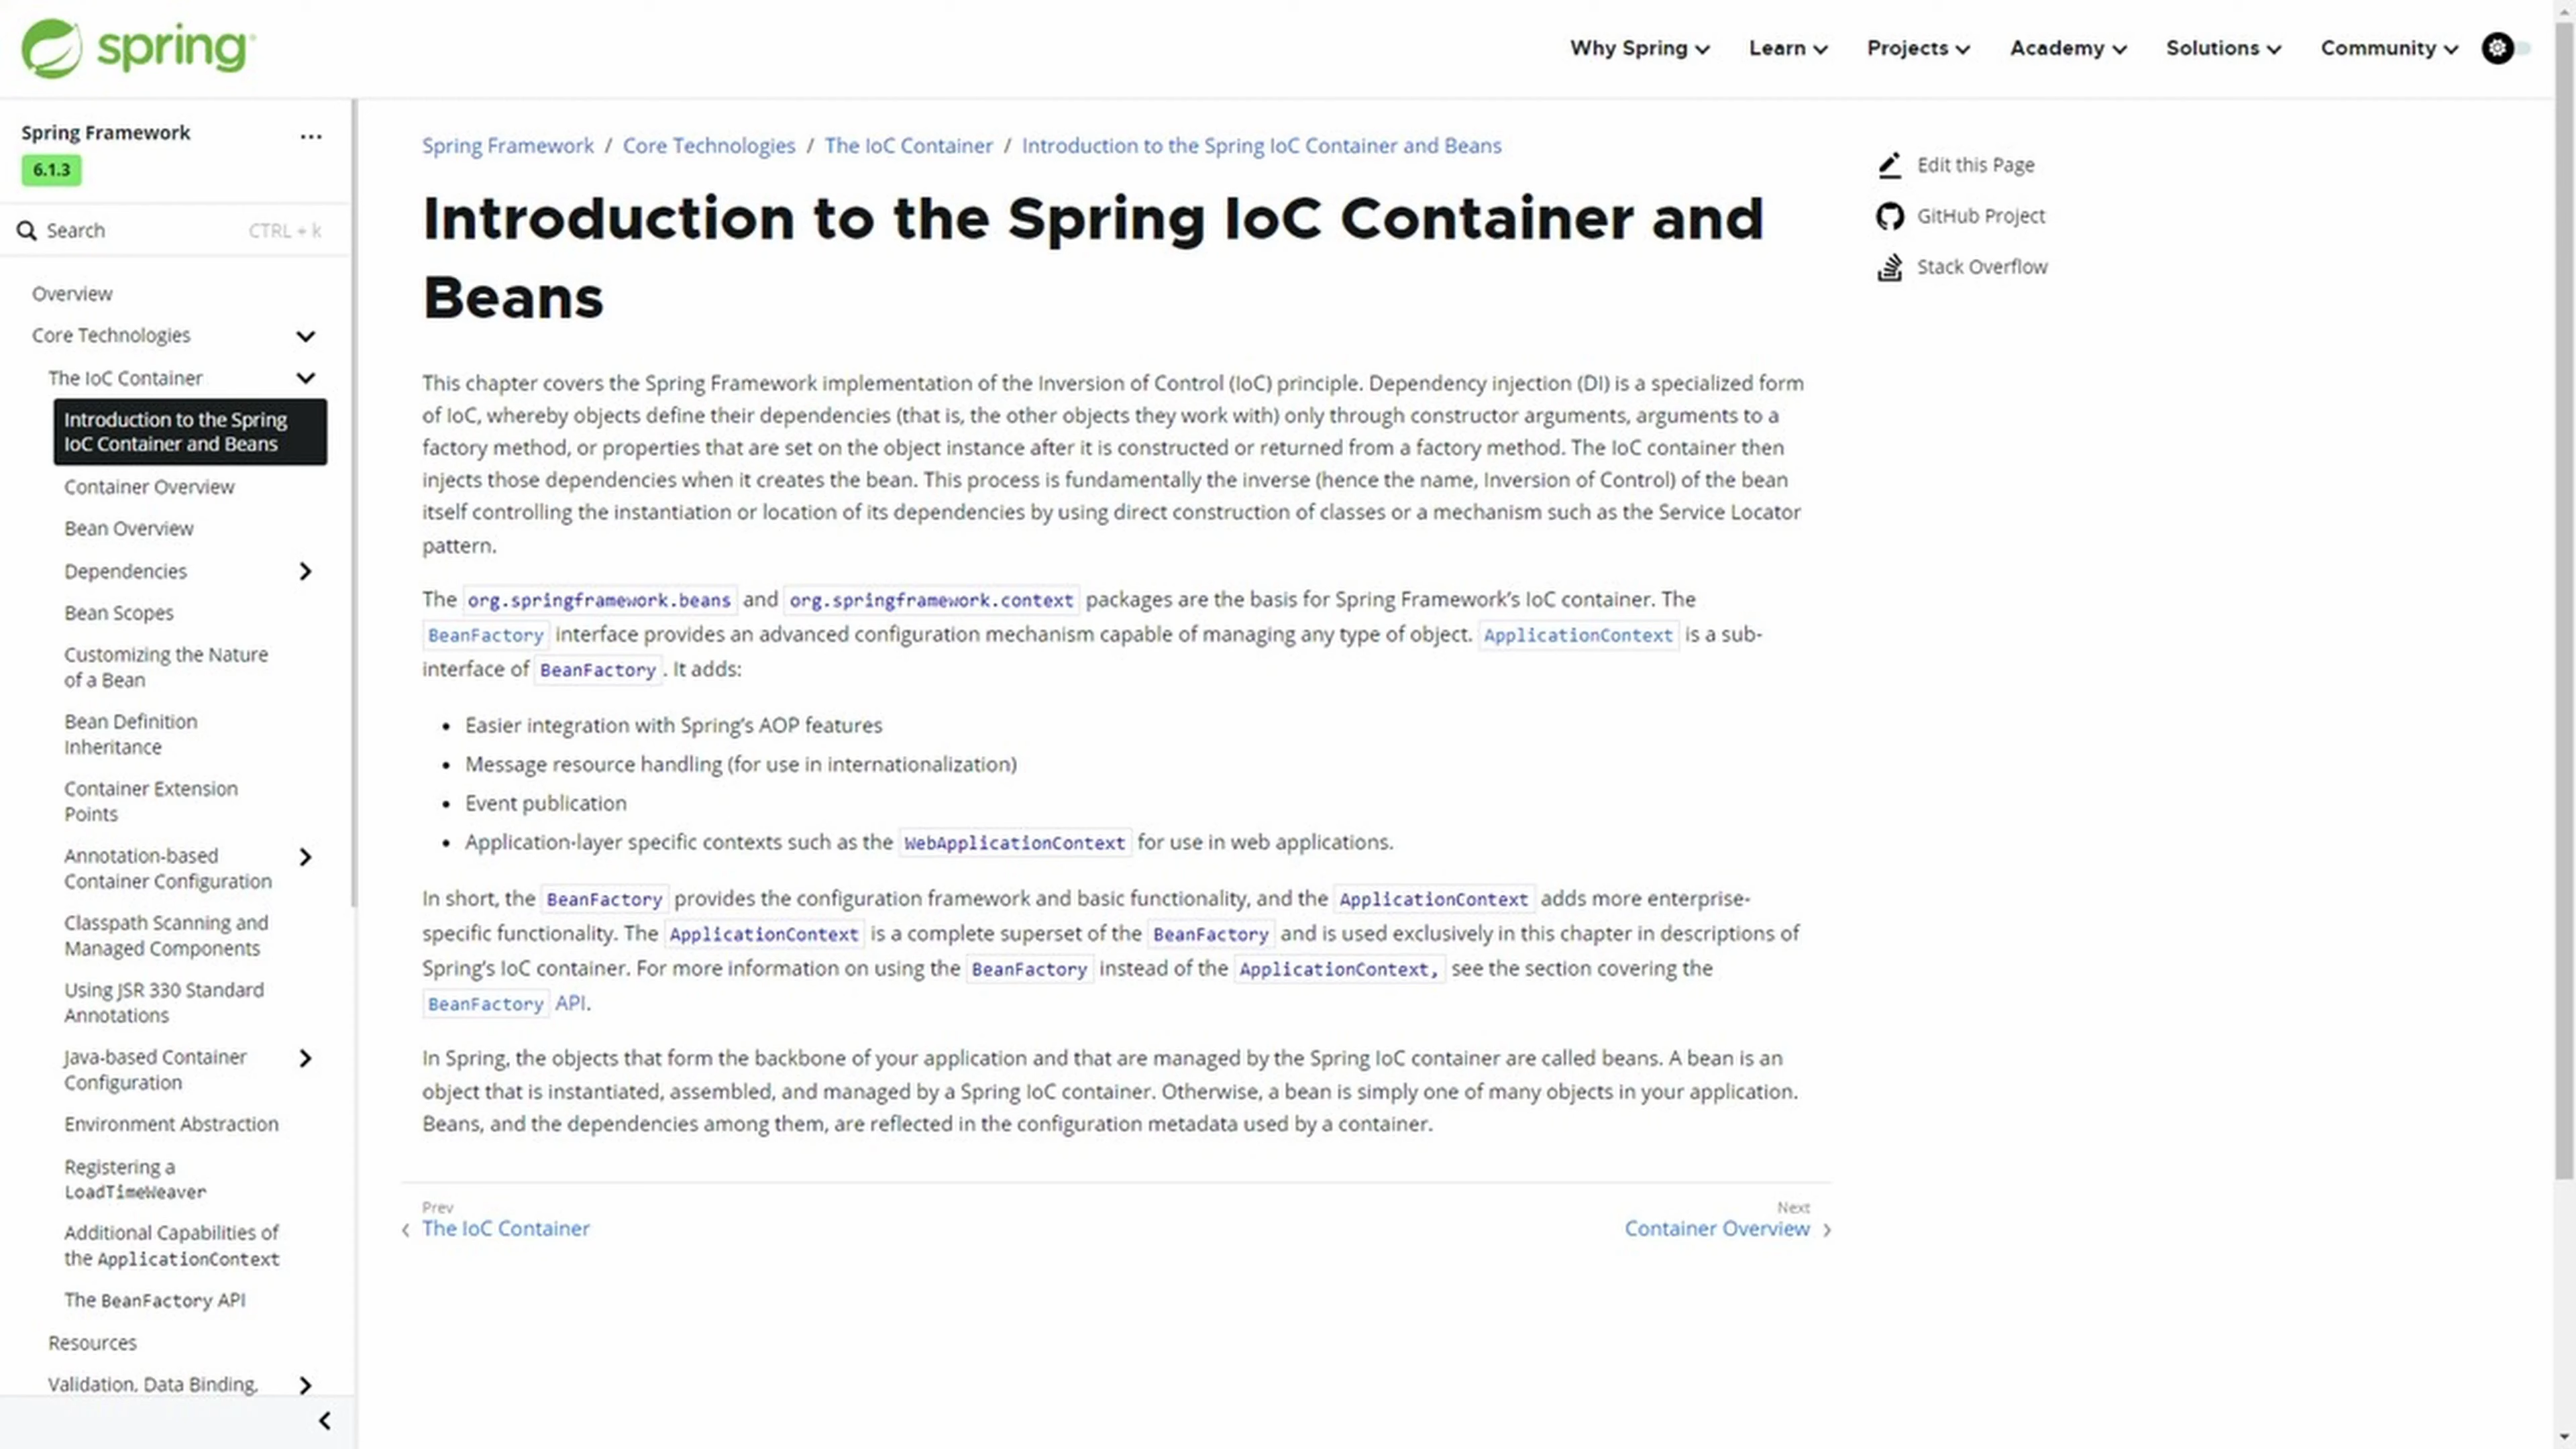 spring
Why Spring
Learn
Projects
Academy
Solutions
Community
Spring Framework
...
6.1.3
Search
CTRL + k
Overview
Core Technologies
The IoC Container
Introduction to the Spring
IoC Container and Beans
Container Overview
Bean Overview
Dependencies
Bean Scopes
Customizing the Nature
of a Bean
Bean Definition
Inheritance
Container Extension
Points
Annotation-based
Container Configuration
Classpath Scanning and
Managed Components
Using JSR 330 Standard
Annotations
Java-based Container
Configuration
Environment Abstraction
Registering a
LoadTimeWeaver
Additional Capabilities of
the ApplicationContext
The BeanFactory API
Resources
Validation, Data Binding,
Spring Framework / Core Technologies / The IoC Container / Introduction to the Spring IoC Container and Beans
Introduction to the Spring IoC Container and
Beans
This chapter covers the Spring Framework implementation of the Inversion of Control (IoC) principle. Dependency injection (DI) is a specialized form
of IoC, whereby objects define their dependencies (that is, the other objects they work with) only through constructor arguments, arguments to a
factory method, or properties that are set on the object instance after it is constructed or returned from a factory method. The IoC container then
injects those dependencies when it creates the bean. This process is fundamentally the inverse (hence the name, Inversion of Control) of the bean
itself controlling the instantiation or location of its dependencies by using direct construction of classes or a mechanism such as the Service Locator
pattern.
The org.springframework.beans and org.springframework.context packages are the basis for Spring Framework's IoC container. The
BeanFactory interface provides an advanced configuration mechanism capable of managing any type of object. ApplicationContext is a sub-
interface of BeanFactory. It adds:
• Easier integration with Spring's AOP features
• Message resource handling (for use in internationalization)
• Event publication
• Application-layer specific contexts such as the WebApplicationContext for use in web applications.
In short, the BeanFactory provides the configuration framework and basic functionality, and the ApplicationContext adds more enterprise-
specific functionality. The ApplicationContext is a complete superset of the BeanFactory and is used exclusively in this chapter in descriptions of
Spring's IoC container. For more information on using the BeanFactory instead of the ApplicationContext, see the section covering the
BeanFactory API.
In Spring, the objects that form the backbone of your application and that are managed by the Spring IoC container are called beans. A bean is an
object that is instantiated, assembled, and managed by a Spring IoC container. Otherwise, a bean is simply one of many objects in your application.
Beans, and the dependencies among them, are reflected in the configuration metadata used by a container.
Prev
The IoC Container
Next
Container Overview
Edit this Page
GitHub Project
Stack Overflow